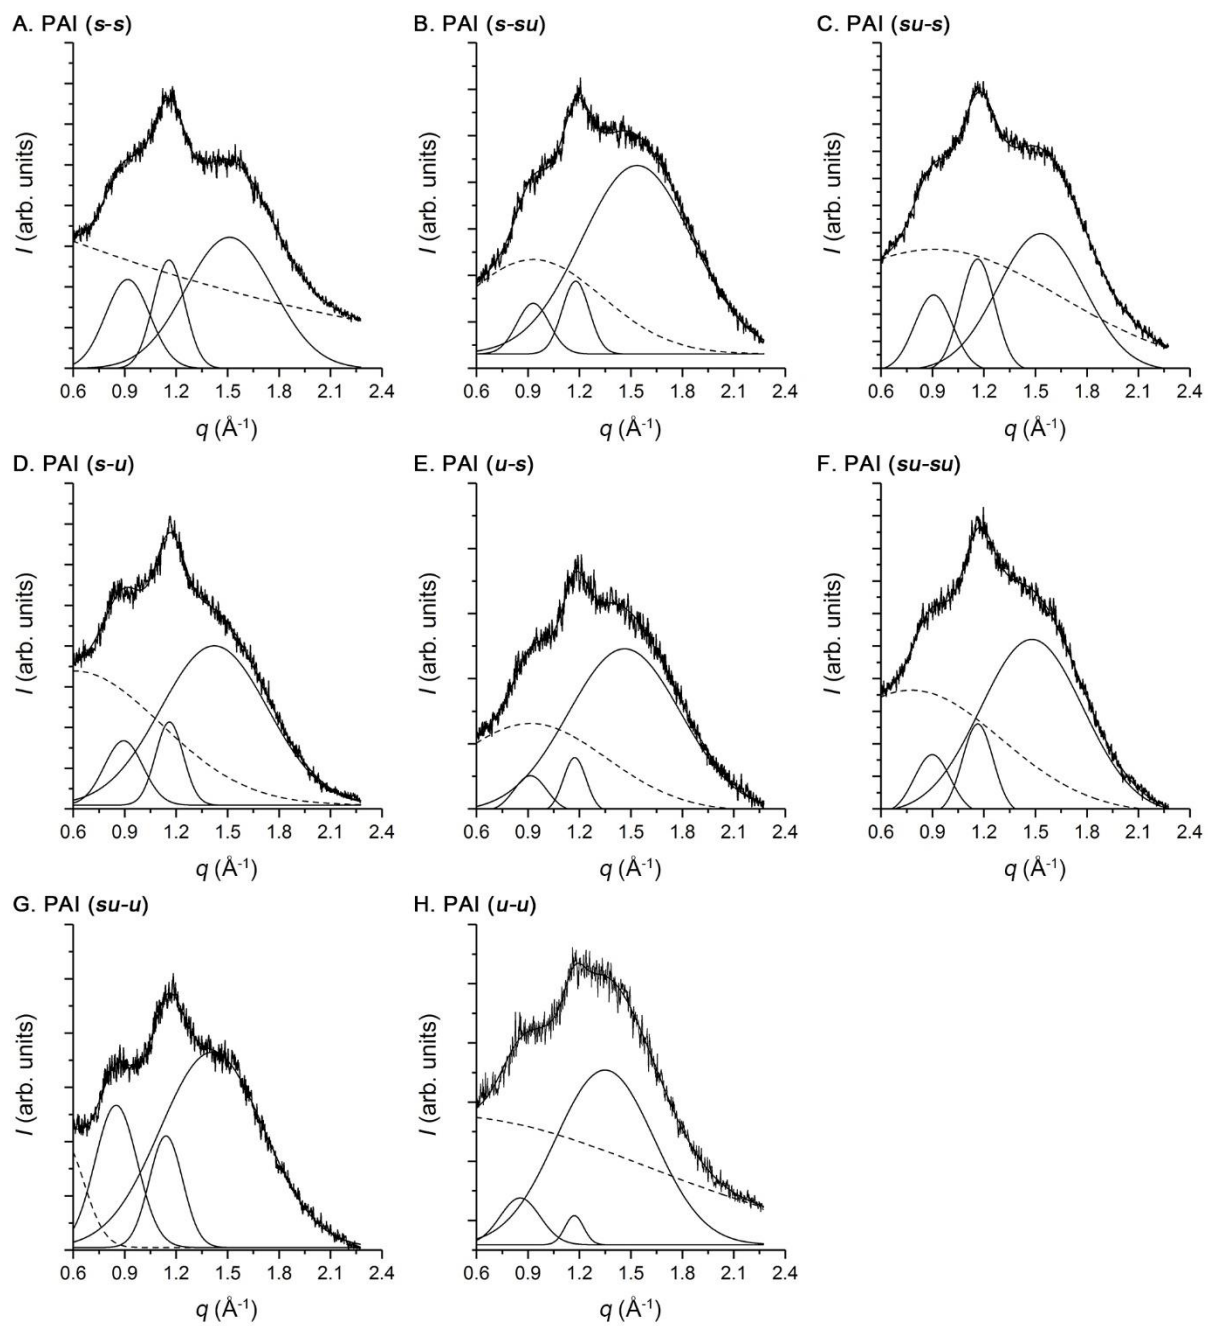 A. PAI (s-s)
B. PAI (s-su)
C. PAI (su-s)
I (arb. units)
I (arb. units)
I (arb. units)
0.6 0.9 1.2 1.5 1.8 2.1 2.4
0.6 0.9 1.2 1.5 1.8 2.1 2.4
0.6 0.9 1.2 1.5 1.8 2.1 2.4
q (Å⁻¹)
q (Å⁻¹)
q (Å⁻¹)
D. PAI (s-u)
E. PAI (u-s)
F. PAI (su-su)
I (arb. units)
I (arb. units)
I (arb. units)
0.6 0.9 1.2 1.5 1.8 2.1 2.4
0.6 0.9 1.2 1.5 1.8 2.1 2.4
0.6 0.9 1.2 1.5 1.8 2.1 2.4
q (Å⁻¹)
q (Å⁻¹)
q (Å⁻¹)
G. PAI (su-u)
H. PAI (u-u)
I (arb. units)
I (arb. units)
0.6 0.9 1.2 1.5 1.8 2.1 2.4
0.6 0.9 1.2 1.5 1.8 2.1 2.4
q (Å⁻¹)
q (Å⁻¹)